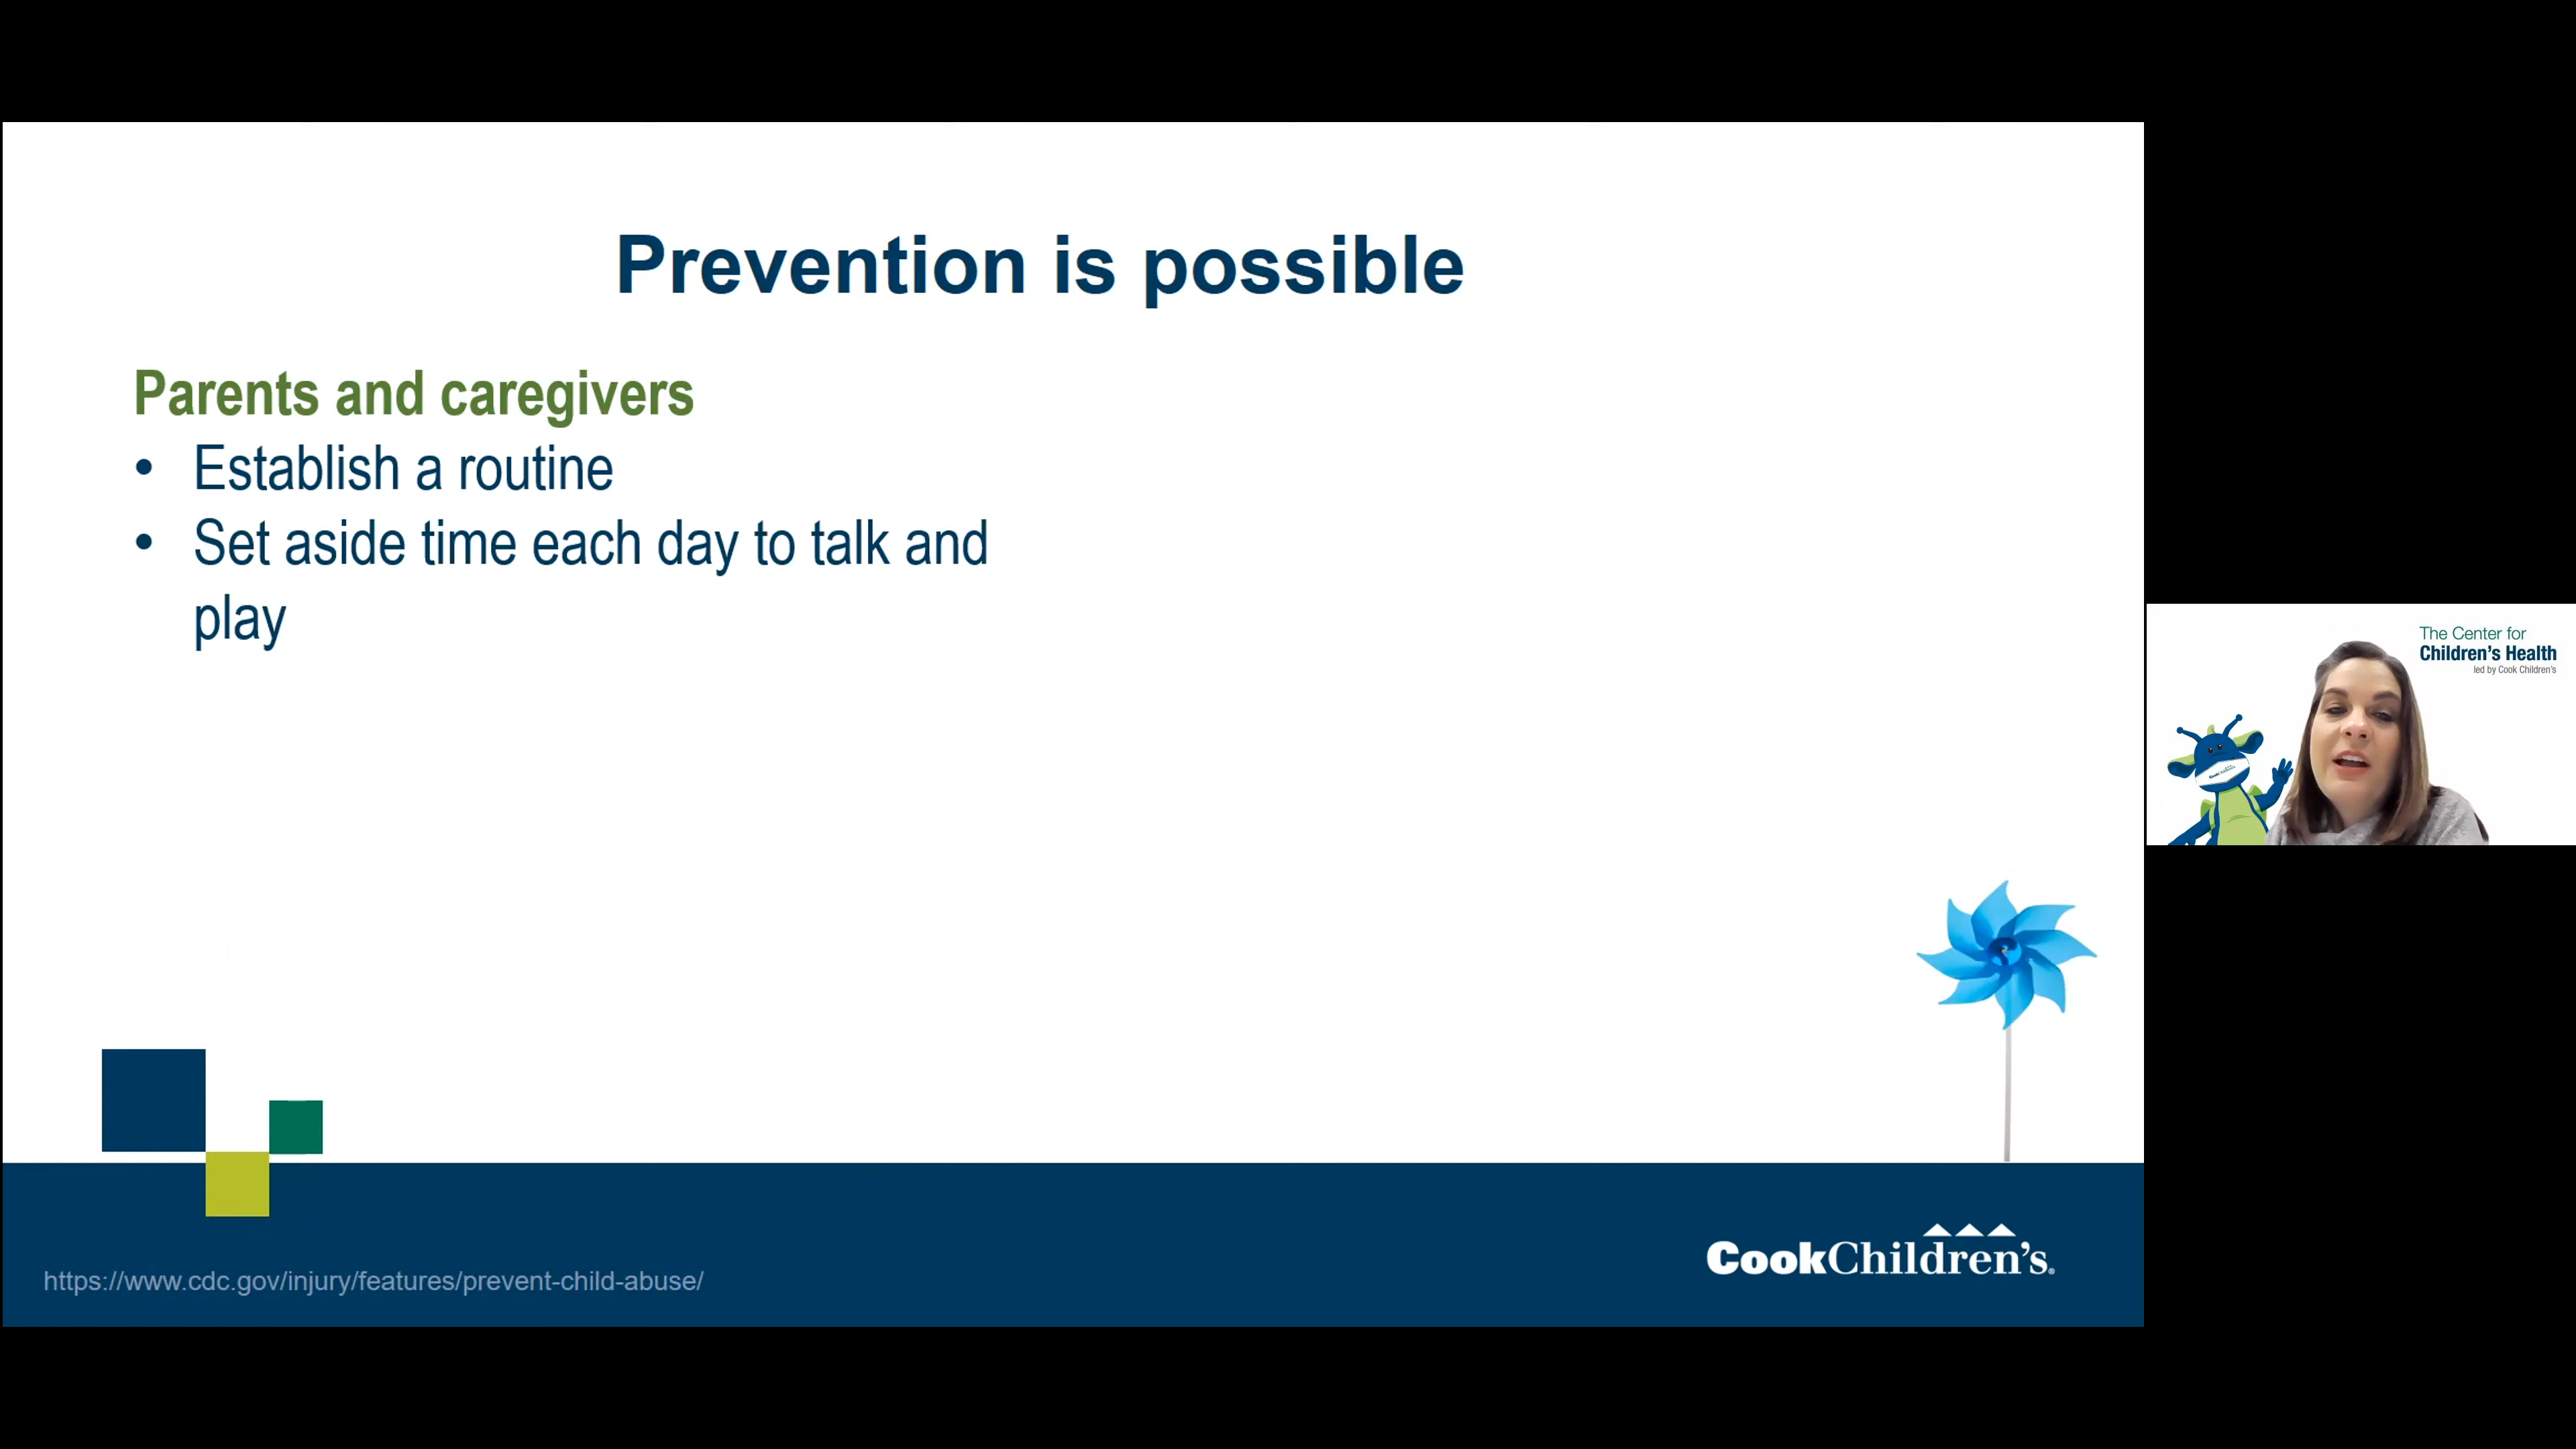 Prevention is possible
Parents and caregivers
• Establish a routine
• Set aside time each day to talk and
play
The Center for
Children's Health
led by Cook Children's
https://www.cdc.gov/injury/features/prevent-child-abuse/
CookChildren's.